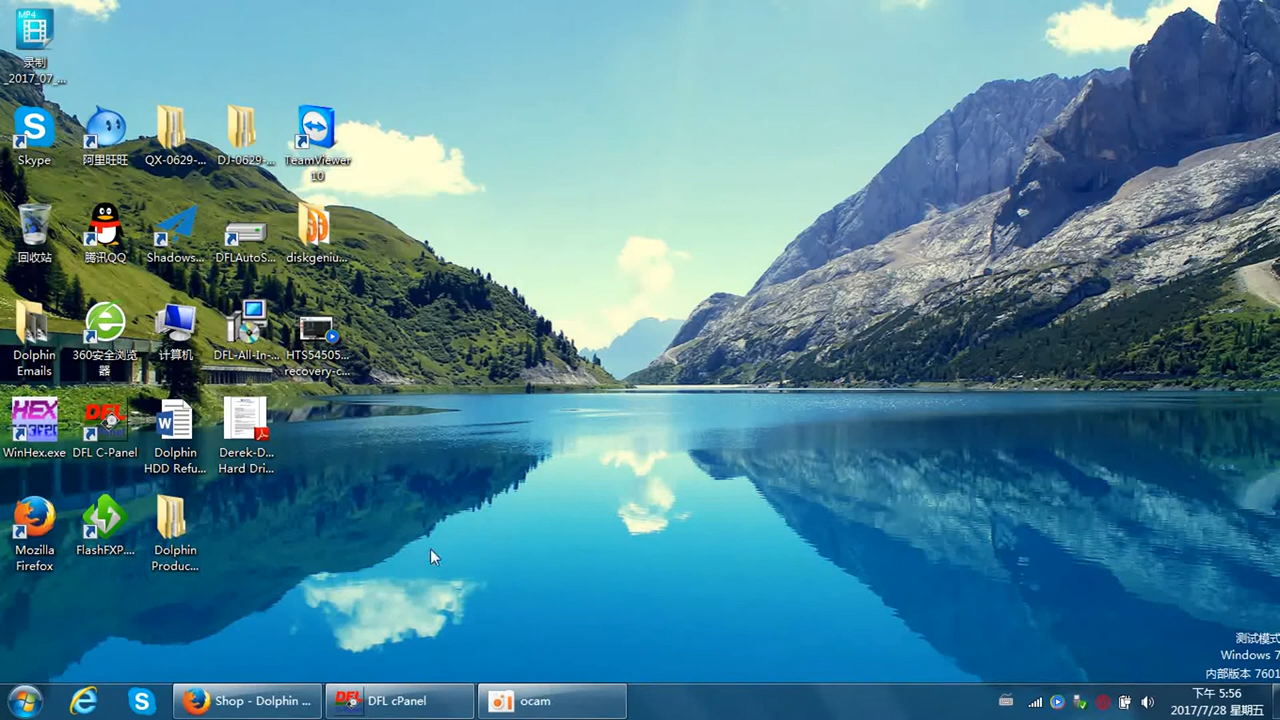 MP4
录制
_2017_07_...
Skype
阿里旺旺
QX-0629-...
DJ-0629-...
TeamViewer
10
回收站
腾讯QQ
Shadows...
DFLAutoS...
diskgeniu...
Dolphin
Emails
360安全浏览
器
计算机
DFL-All-In-...
HTS54505...
recovery-c...
HEX
DFL
WinHex.exe
DFL C-Panel
Dolphin
HDD Refu...
Derek-D...
Hard Dri...
Mozilla
Firefox
FlashFXP....
Dolphin
Produc...
测试模式
Windows 7
内部版本 7601
Shop - Dolphin ...
DFL
DFL cPanel
ocam
下午 5:56
2017/7/28 星期五